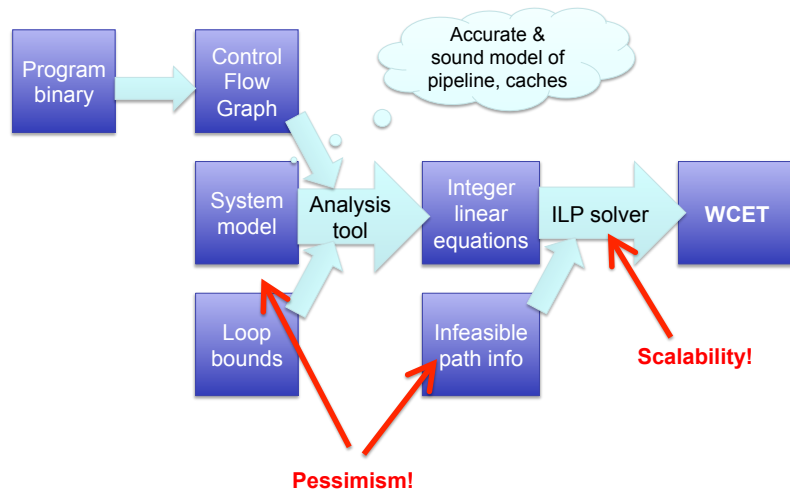 Accurate &
sound model of
pipeline, caches
Program
binary
Control
Flow
Graph
System
model
Analysis
tool
Integer
linear
equations
ILP solver
WCET
Loop
bounds
Infeasible
path info
Scalability!
Pessimism!